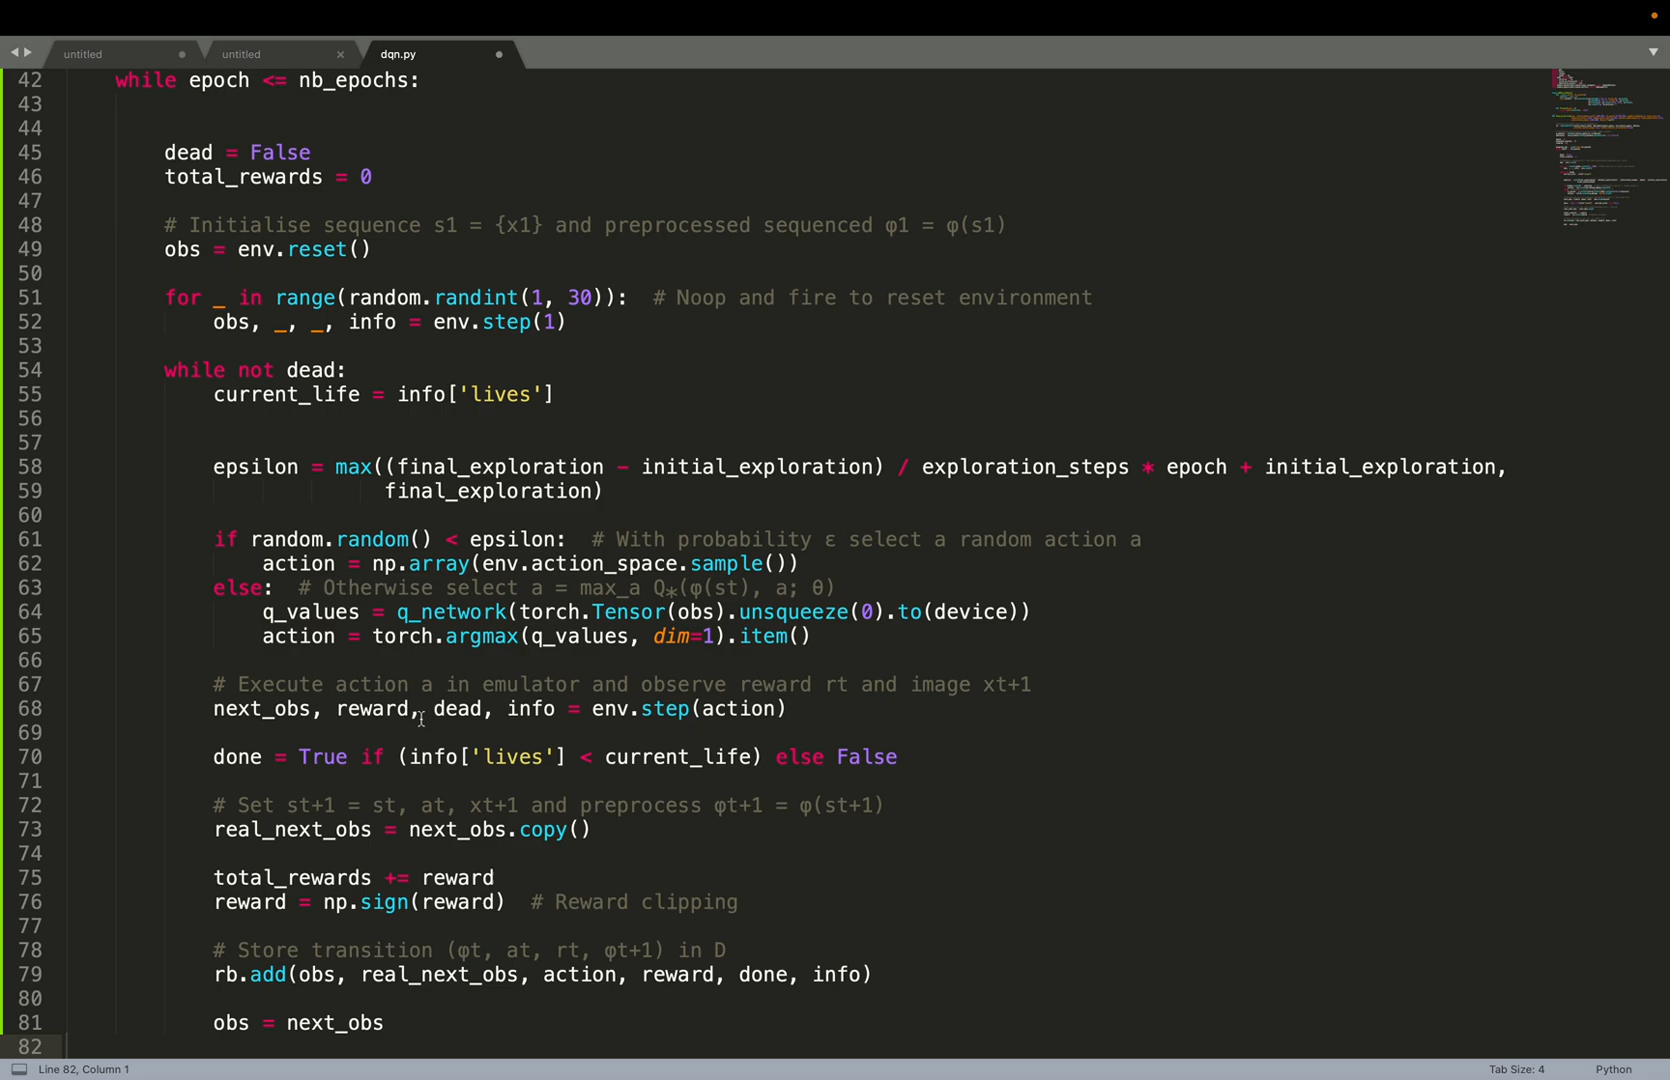 untitled
untitled
dqn.py
42 while epoch <= nb_epochs:
43
44
45 dead = False
46 total_rewards = 0
47
48 # Initialise sequence s1 = {x1} and preprocessed sequenced φ1 = φ(s1)
49 obs = env.reset()
50
51 for _ in range(random.randint(1, 30)):  # Noop and fire to reset environment
52 obs, _, _, info = env.step(1)
53
54 while not dead:
55 current_life = info['lives']
56
57
58 epsilon = max((final_exploration - initial_exploration) / exploration_steps * epoch + initial_exploration,
59 final_exploration)
60
61 if random.random() < epsilon:  # With probability ε select a random action a
62 action = np.array(env.action_space.sample())
63 else:  # Otherwise select a = max_a Q∗(φ(st), a; θ)
64 q_values = q_network(torch.Tensor(obs).unsqueeze(0).to(device))
65 action = torch.argmax(q_values, dim=1).item()
66
67 # Execute action a in emulator and observe reward rt and image xt+1
68 next_obs, reward, dead, info = env.step(action)
69
70 done = True if (info['lives'] < current_life) else False
71
72 # Set st+1 = st, at, xt+1 and preprocess φt+1 = φ(st+1)
73 real_next_obs = next_obs.copy()
74
75 total_rewards += reward
76 reward = np.sign(reward)  # Reward clipping
77
78 # Store transition (φt, at, rt, φt+1) in D
79 rb.add(obs, real_next_obs, action, reward, done, info)
80
81 obs = next_obs
82
Line 82, Column 1
Tab Size: 4
Python